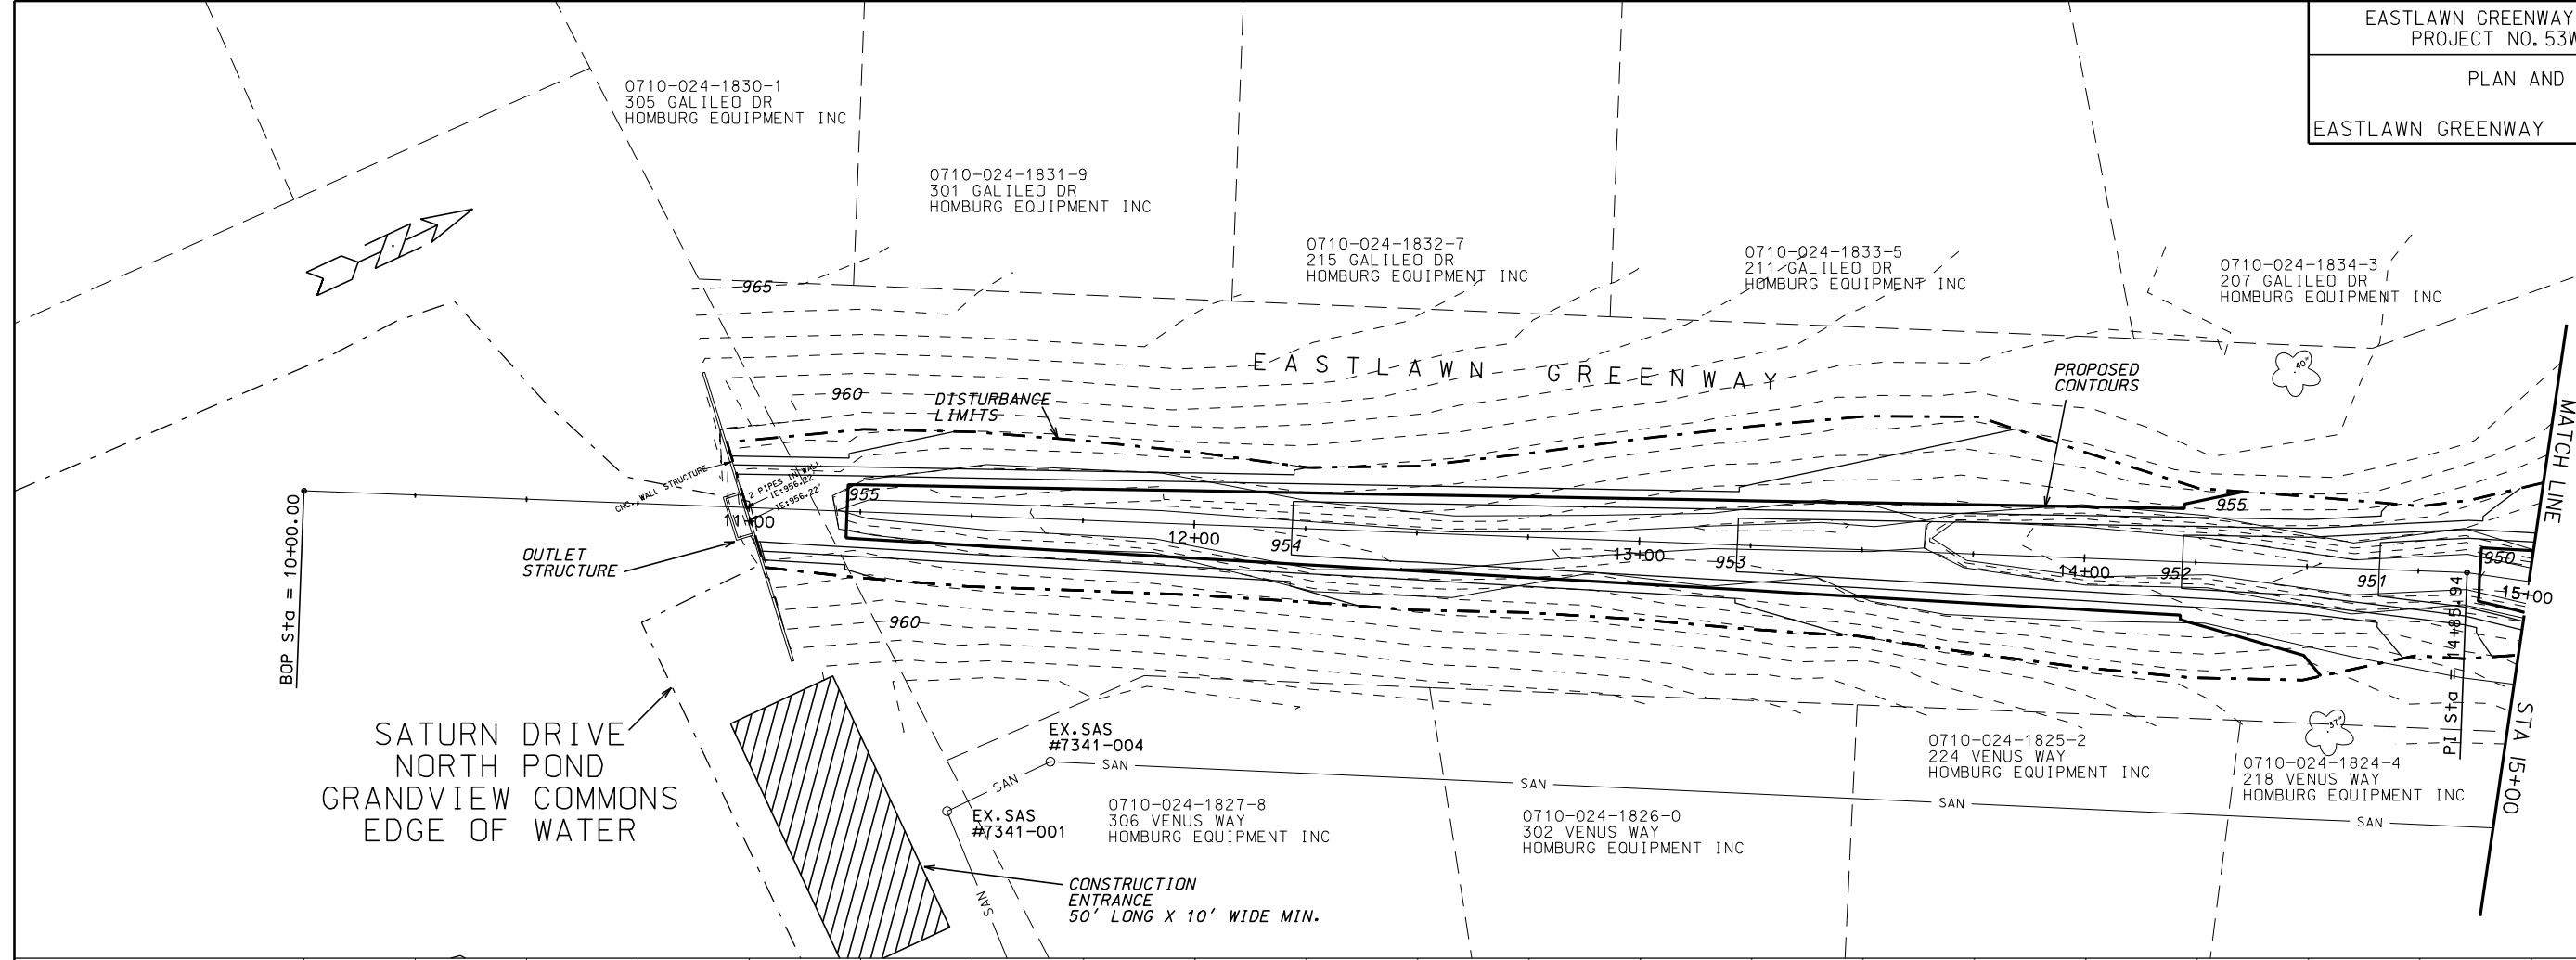 EASTLAWN GREENWAY
PROJECT NO. 53W
PLAN AND
EASTLAWN GREENWAY
0710-024-1830-1
305 GALILEO DR
HOMBURG EQUIPMENT INC
0710-024-1831-9
301 GALILEO DR
HOMBURG EQUIPMENT INC
0710-024-1832-7
215 GALILEO DR
HOMBURG EQUIPMENT INC
0710-024-1833-5
211 GALILEO DR
HOMBURG EQUIPMENT INC
0710-024-1834-3
207 GALILEO DR
HOMBURG EQUIPMENT INC
965
EASTLAWN GREENWAY
40"
PROPOSED
CONTOURS
960
DISTURBANCE
LIMITS
MATCH LINE
STA 15+00
CNC. WALL STRUCTURE
2 PIPES IN WALL
IE:956.22'
IE:956.22'
955
955
11+00
12+00
954
13+00
953
14+00
952
951
950
15+00
BOP Sta = 10+00.00
PI Sta = 14+85.94
OUTLET
STRUCTURE
960
SATURN DRIVE
NORTH POND
GRANDVIEW COMMONS
EDGE OF WATER
EX.SAS
#7341-004
SAN
SAN
SAN
SAN
SAN
SAN
EX.SAS
#7341-001
0710-024-1827-8
306 VENUS WAY
HOMBURG EQUIPMENT INC
0710-024-1826-0
302 VENUS WAY
HOMBURG EQUIPMENT INC
0710-024-1825-2
224 VENUS WAY
HOMBURG EQUIPMENT INC
37"
0710-024-1824-4
218 VENUS WAY
HOMBURG EQUIPMENT INC
CONSTRUCTION
ENTRANCE
50' LONG X 10' WIDE MIN.